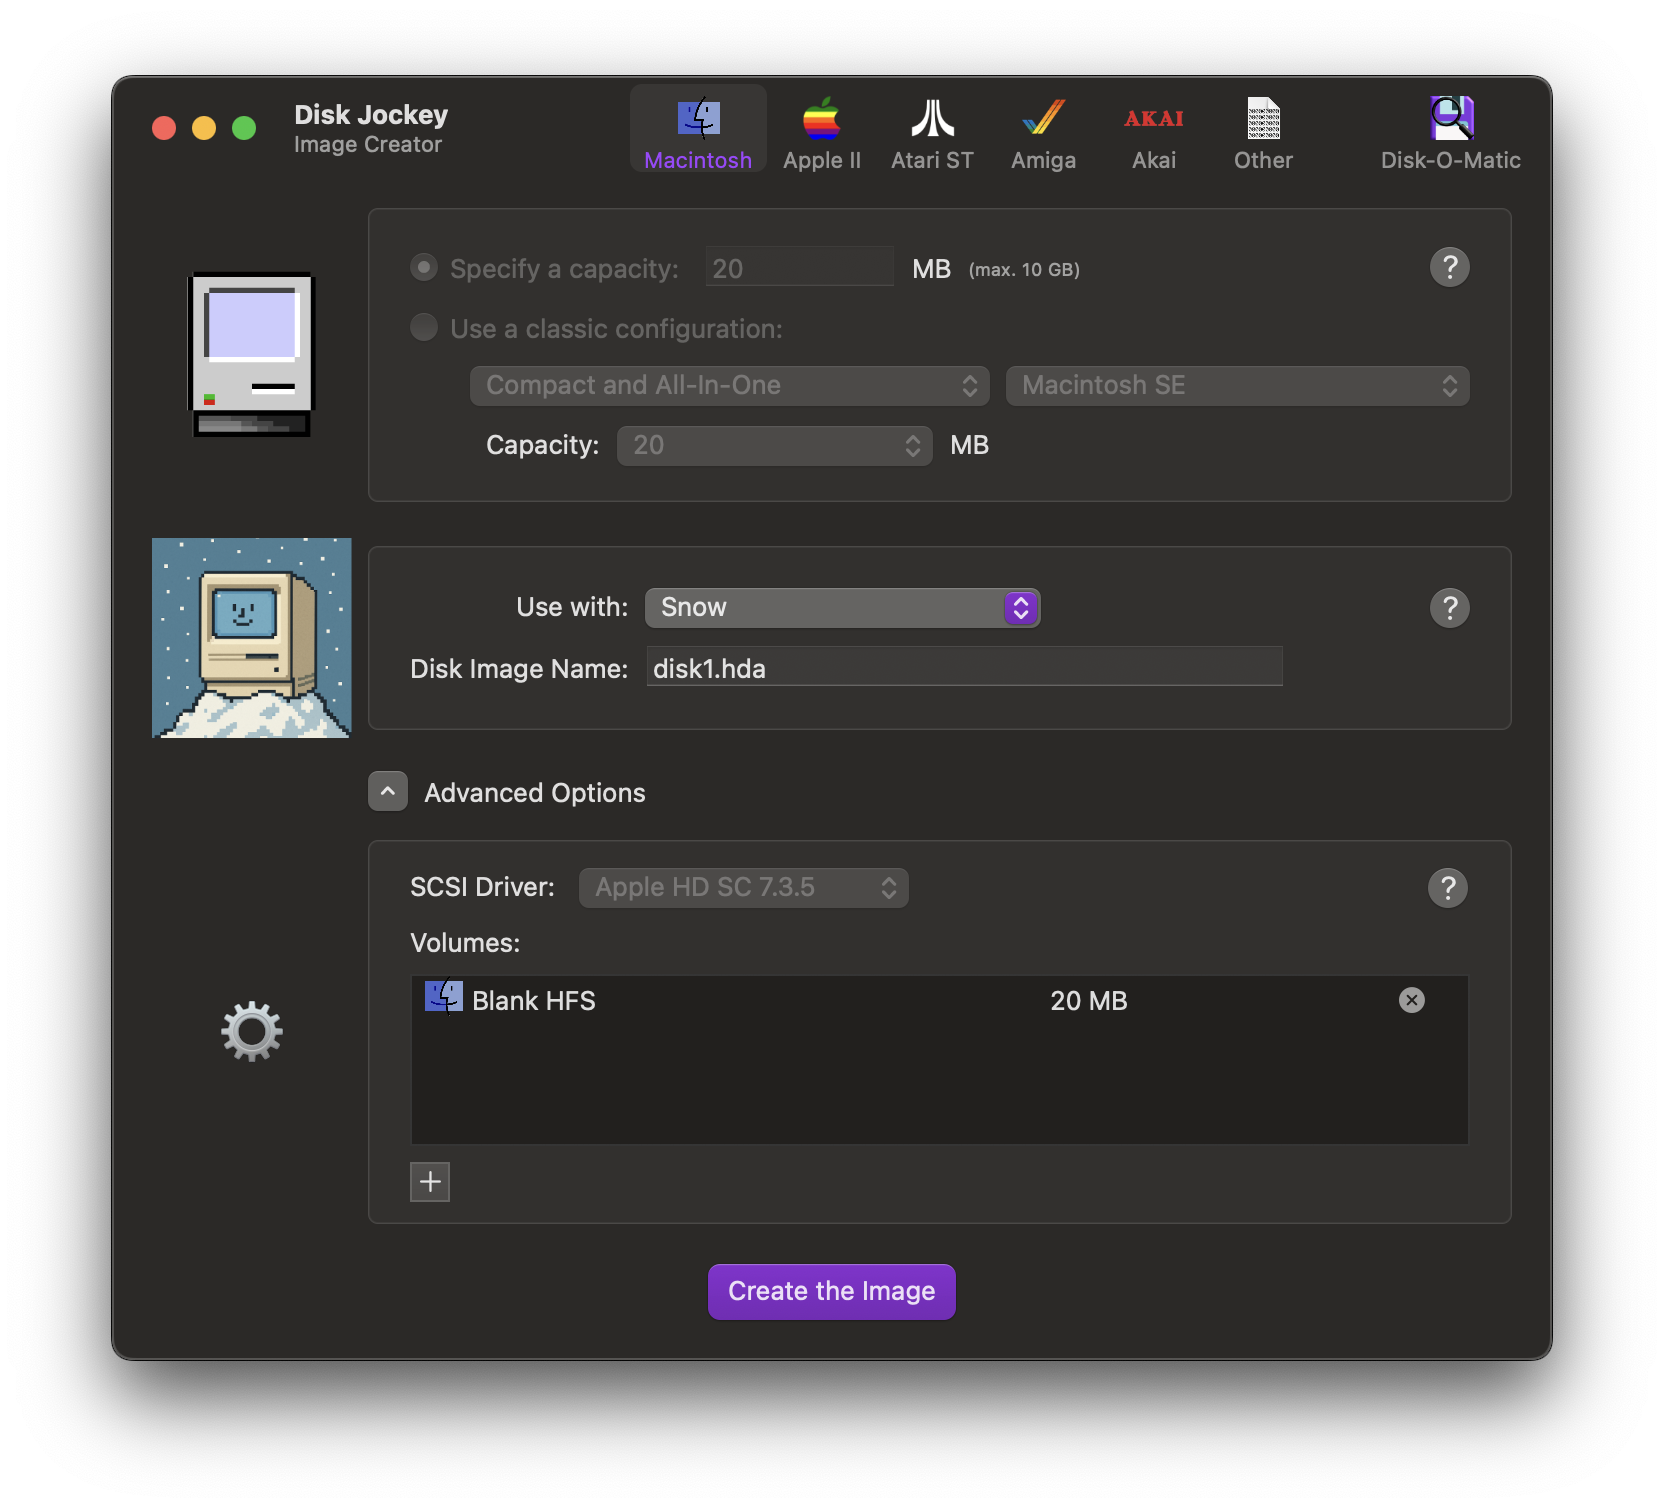 Disk Jockey
Image Creator
Macintosh
Apple II
Atari ST
Amiga
AKAI
Akai
Other
Disk-O-Matic
Specify a capacity: 20 MB (max. 10 GB) ?
Use a classic configuration:
Compact and All-In-One Macintosh SE
Capacity: 20 MB
Use with: Snow ?
Disk Image Name: disk1.hda
Advanced Options
SCSI Driver: Apple HD SC 7.3.5 ?
Volumes:
Blank HFS 20 MB
Create the Image